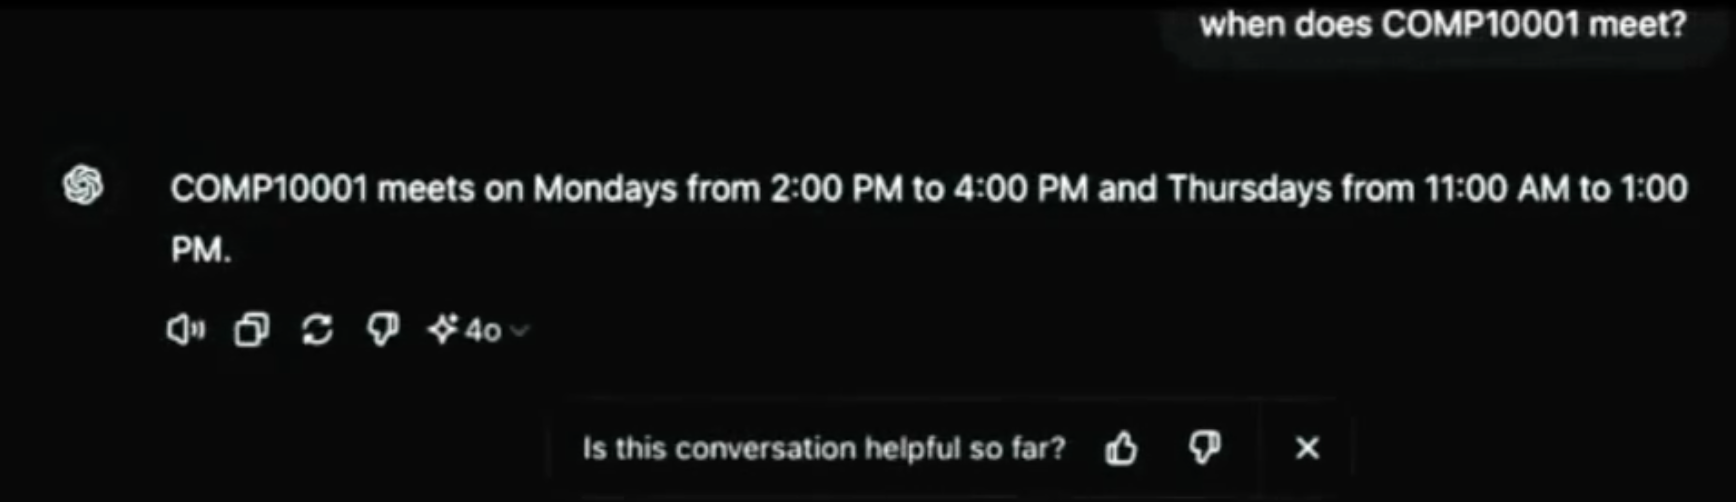 when does COMP10001 meet?
COMP10001 meets on Mondays from 2:00 PM to 4:00 PM and Thursdays from 11:00 AM to 1:00
PM.
4o
Is this conversation helpful so far?